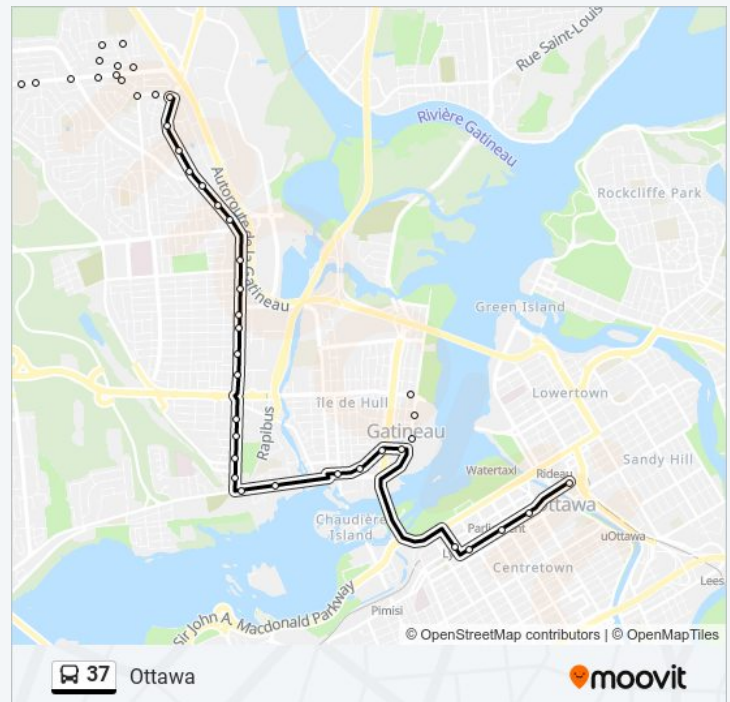 Rue Saint-Louis
Rivière Gatineau
Autoroute de la Gatineau
Rockcliffe Park
Green Island
Lowertown
île de Hull
Gatineau
Rapibus
Sandy Hill
Watertaxi
Rideau
Ottawa
Chaudière
Island
Parliament
Ly
uOttawa
Centretown
Lees
Pimisi
Sir John A. Macdonald Parkway
© OpenStreetMap contributors | © OpenMapTiles
37 Ottawa
moovit